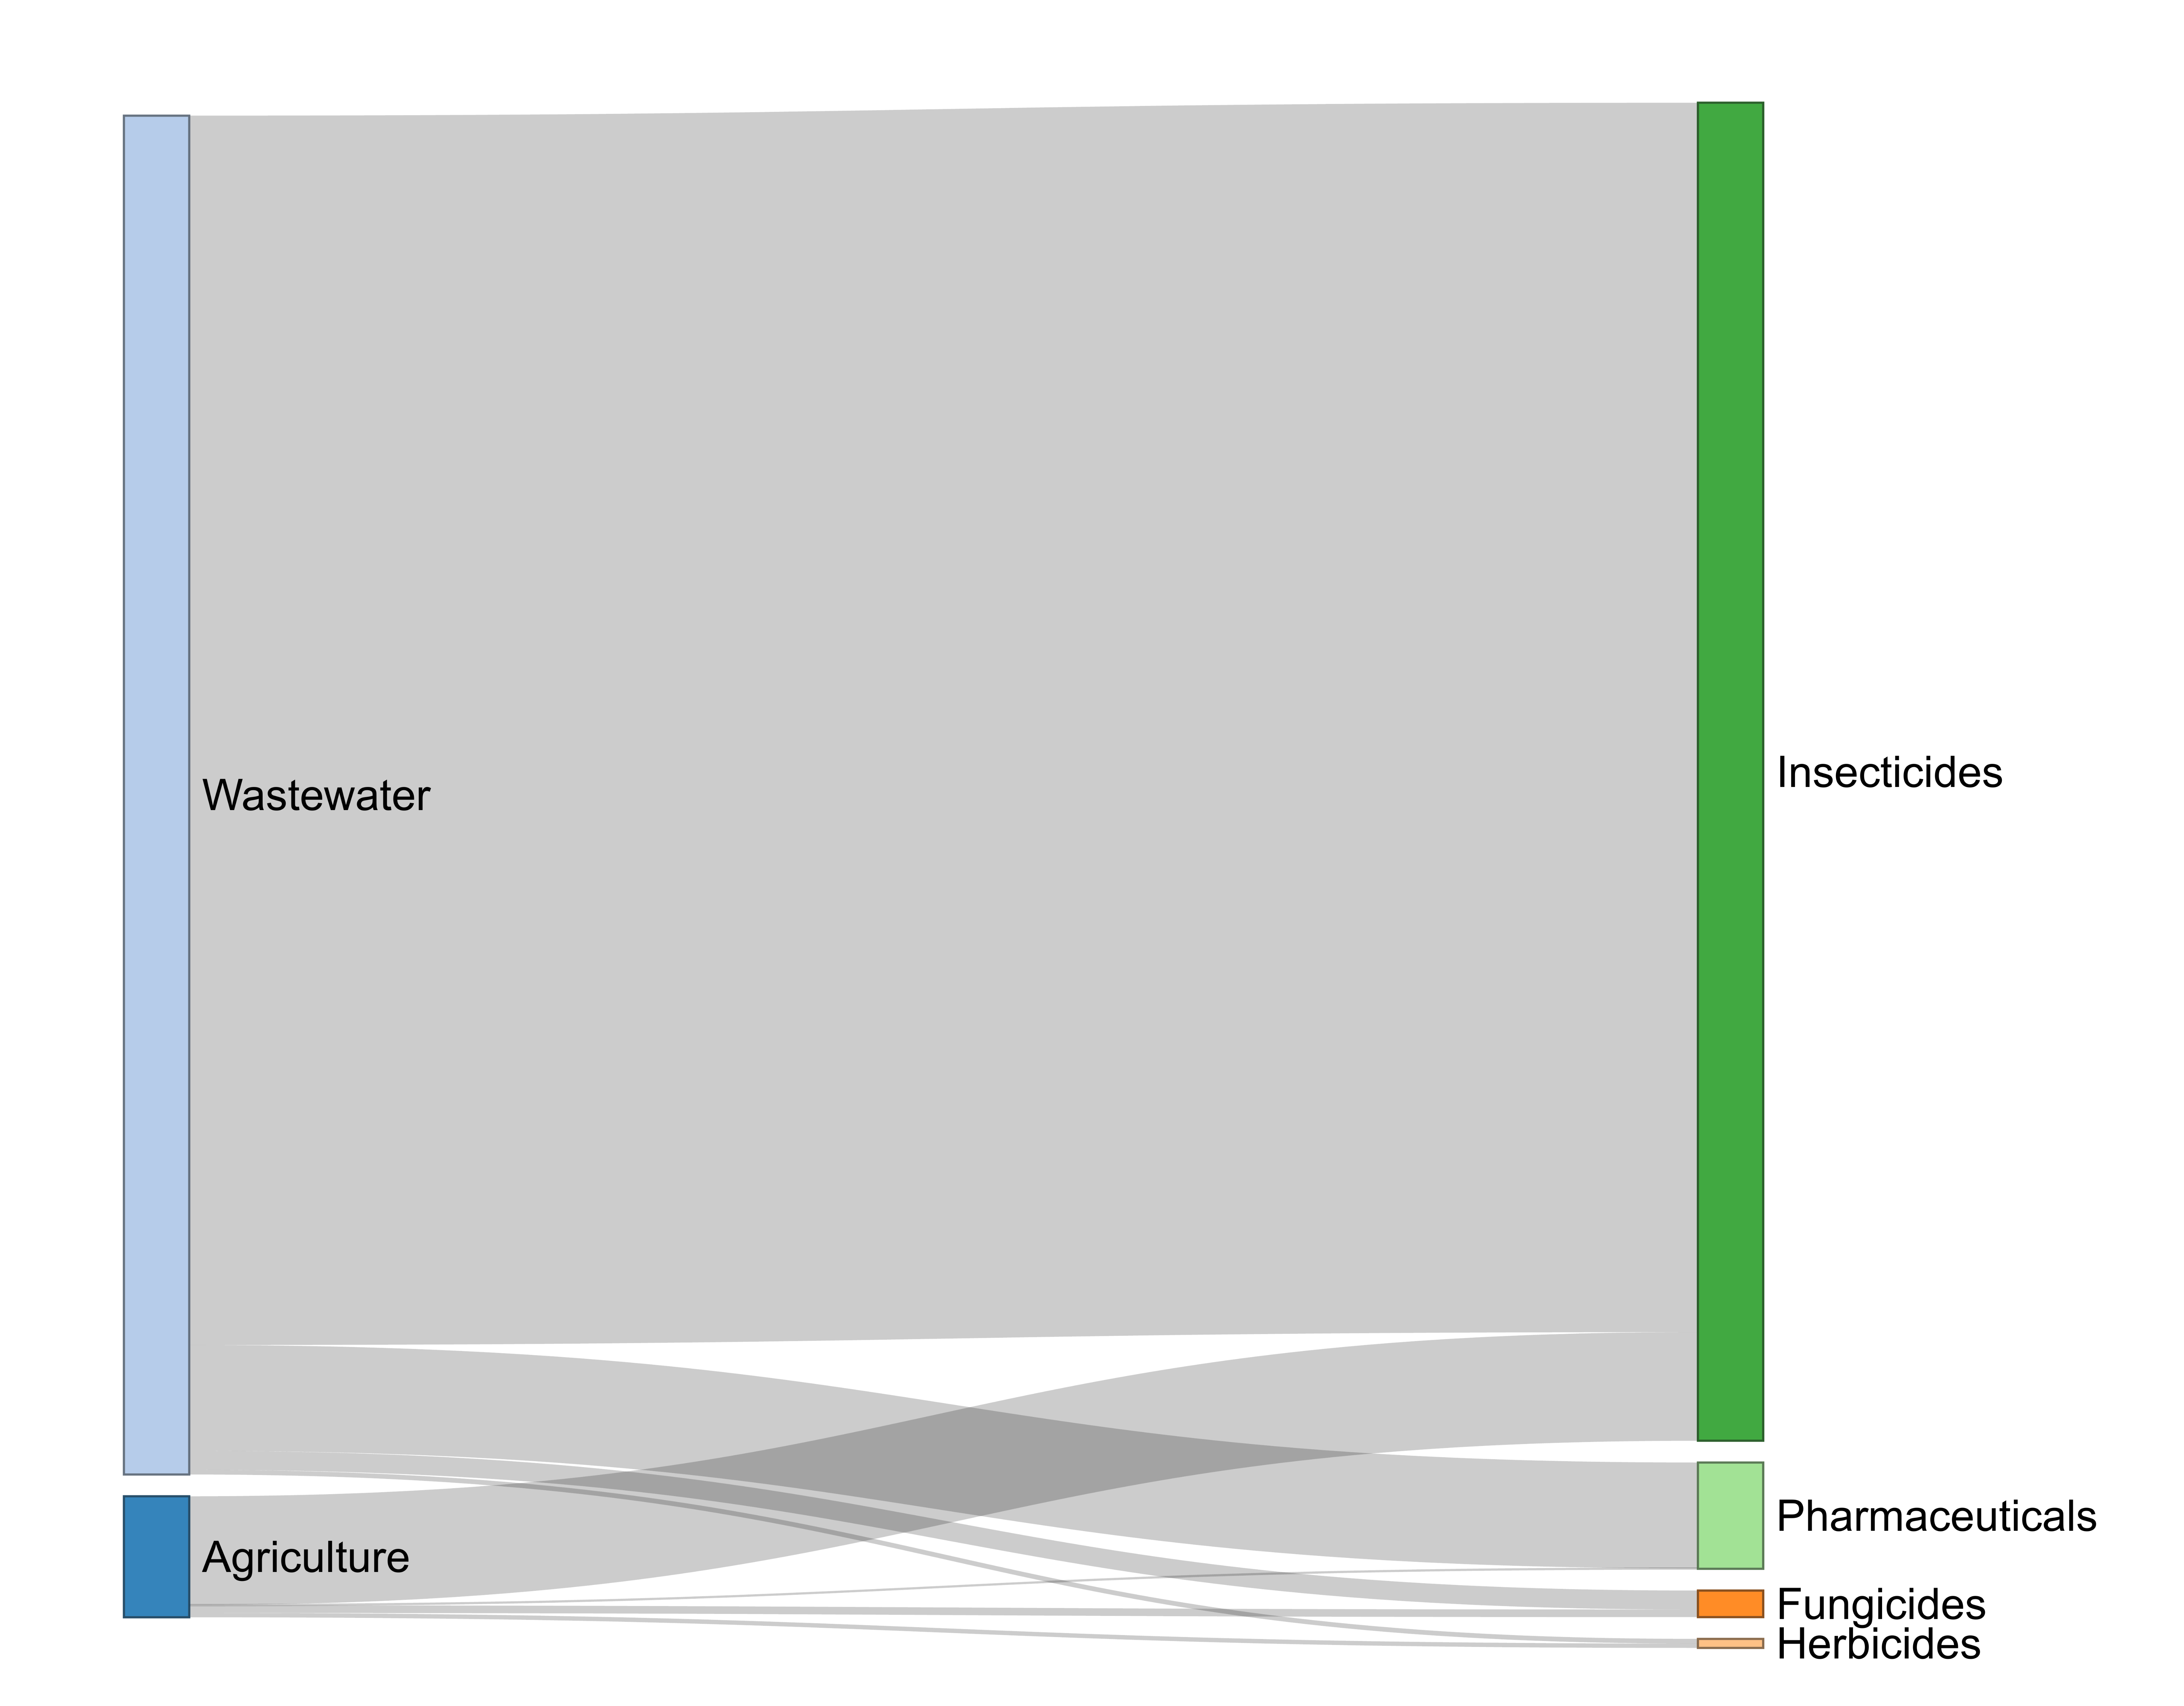 Wastewater
Insecticides
Agriculture
Pharmaceuticals
Fungicides
Herbicides